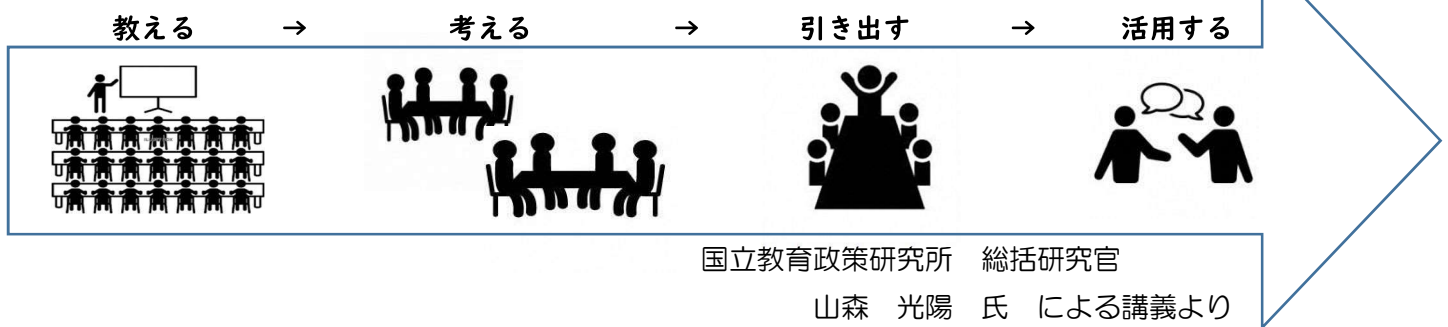 教える → 考える → 引き出す → 活用する
国立教育政策研究所　総括研究官
山森　光陽　氏　による講義より